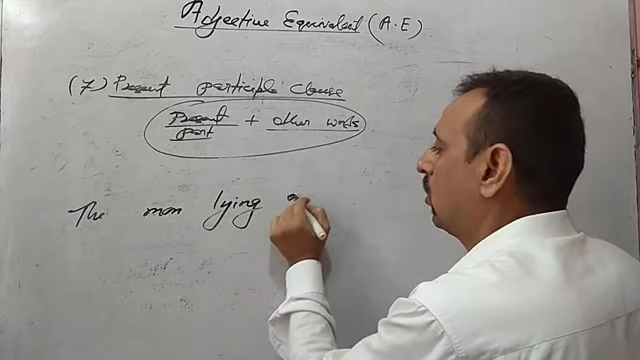 Adjective Equivalent (A.E)
(7) Present participle clause
Present + other words
part
The man lying